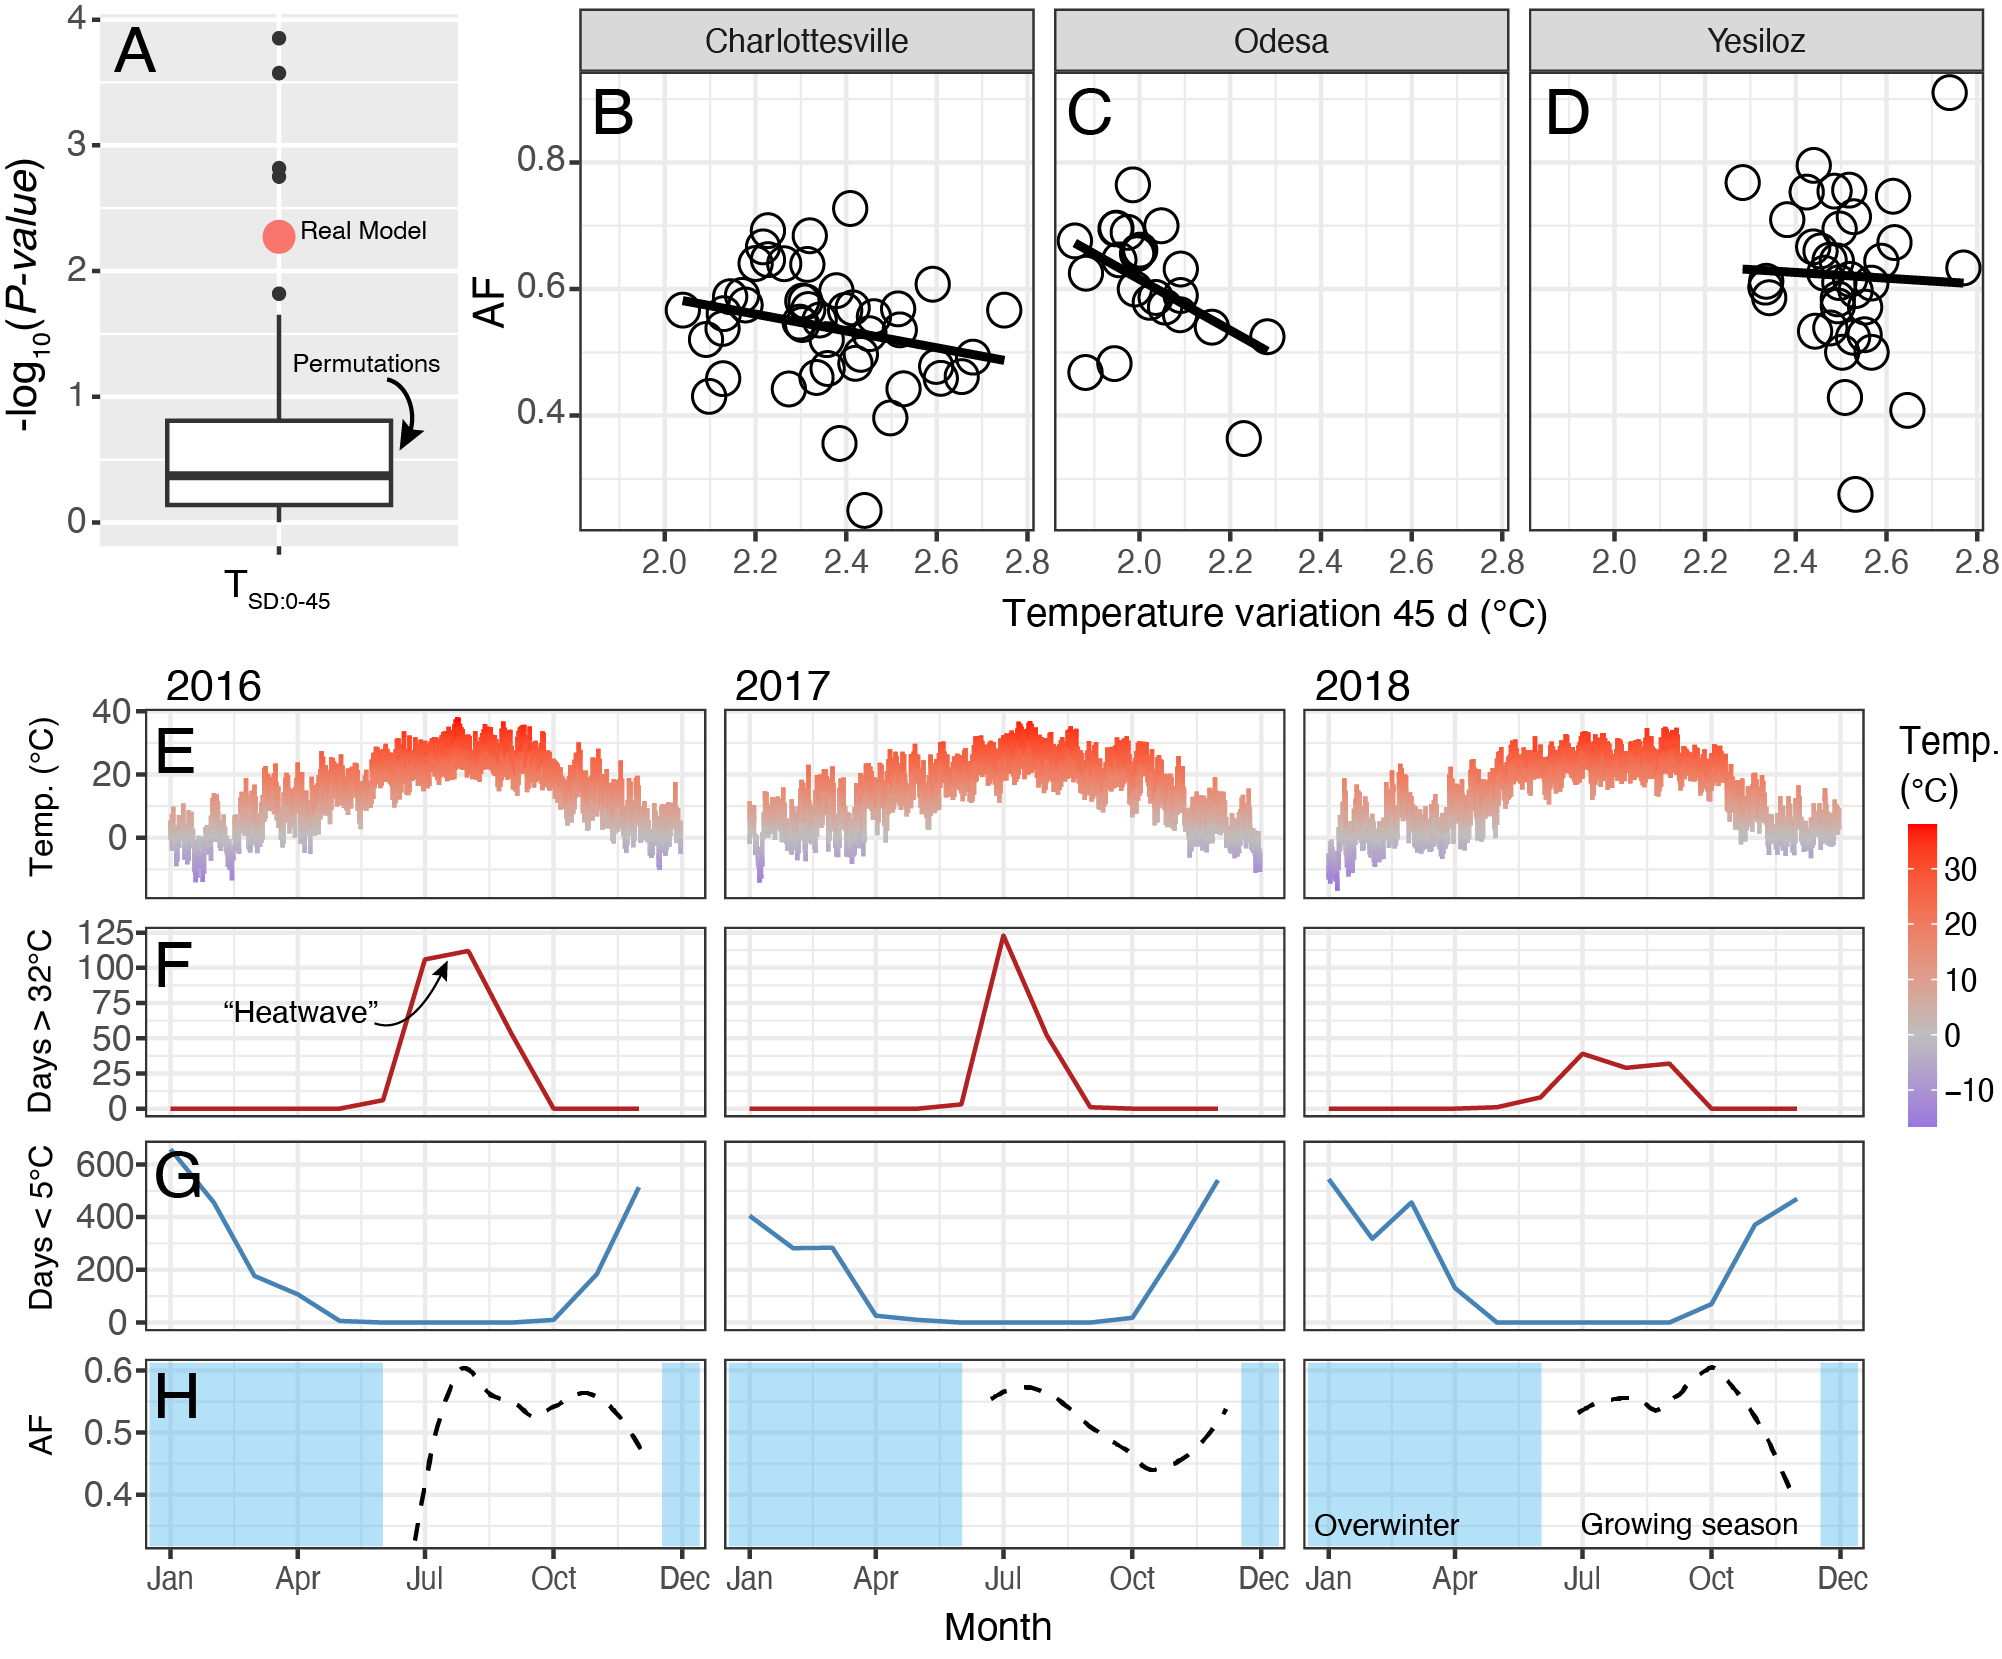 A
4
3
2
1
0
-log10(P-value)
Real Model
Permutations
T SD:0-45
Charlottesville
Odesa
Yesiloz
B
C
D
AF
0.8
0.6
0.4
2.0 2.2 2.4 2.6 2.8
2.0 2.2 2.4 2.6 2.8
2.0 2.2 2.4 2.6 2.8
Temperature variation 45 d (°C)
2016
2017
2018
E
Temp. (°C)
40
20
0
Temp.
(°C)
30
20
10
0
−10
F
Days > 32°C
125
100
75
50
25
0
“Heatwave”
G
Days < 5°C
600
400
200
0
H
AF
0.6
0.5
0.4
Overwinter
Growing season
Jan Apr Jul Oct Dec
Jan Apr Jul Oct Dec
Jan Apr Jul Oct Dec
Month